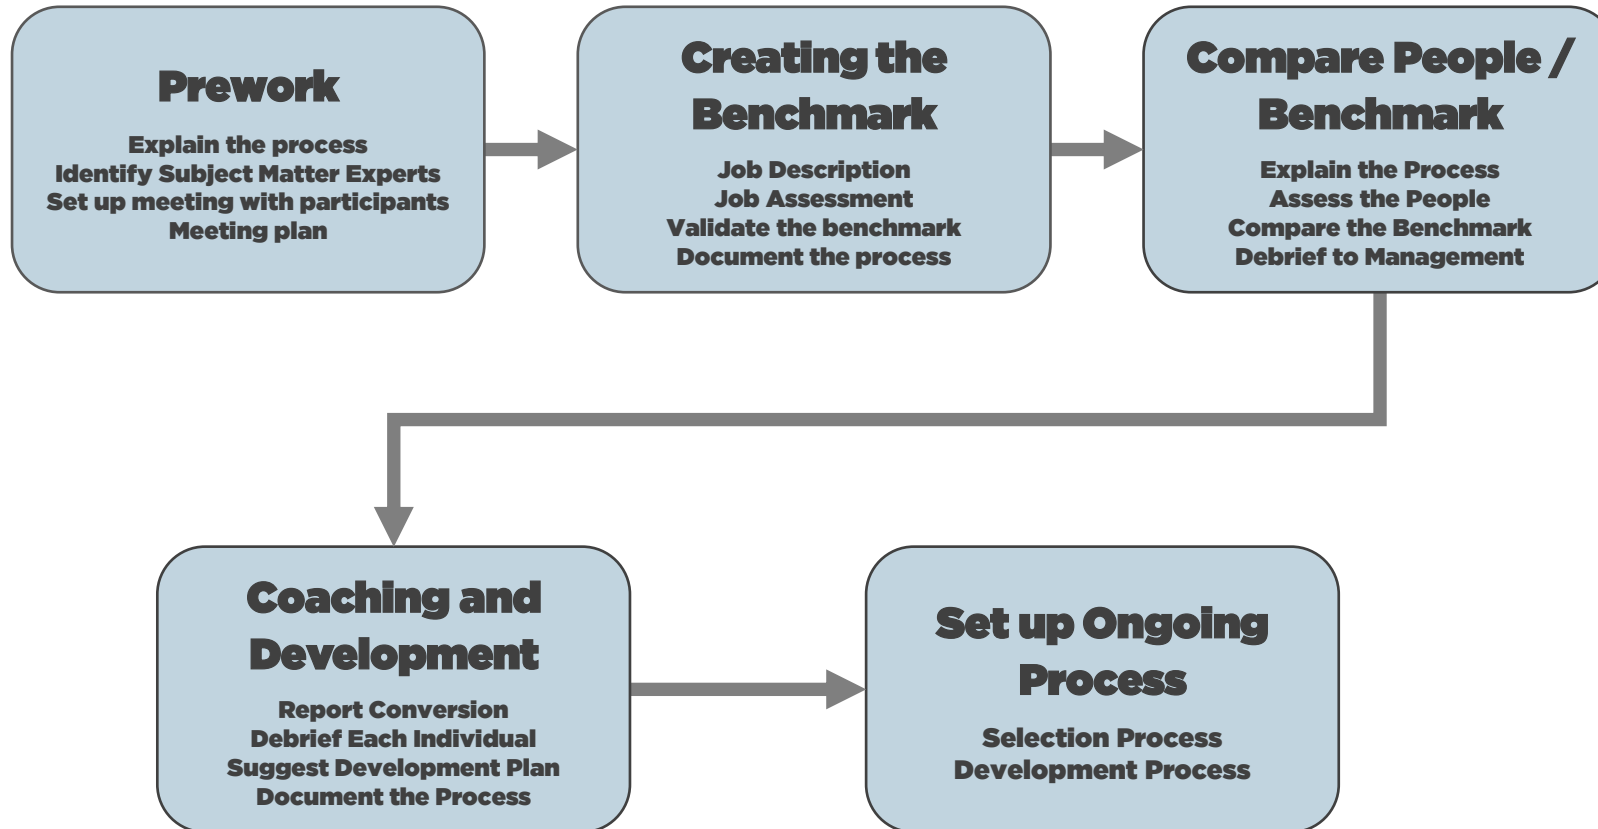 Prework
Explain the process
Identify Subject Matter Experts
Set up meeting with participants
Meeting plan
Creating the
Benchmark
Job Description
Job Assessment
Validate the benchmark
Document the process
Compare People /
Benchmark
Explain the Process
Assess the People
Compare the Benchmark
Debrief to Management
Coaching and
Development
Report Conversion
Debrief Each Individual
Suggest Development Plan
Document the Process
Set up Ongoing
Process
Selection Process
Development Process